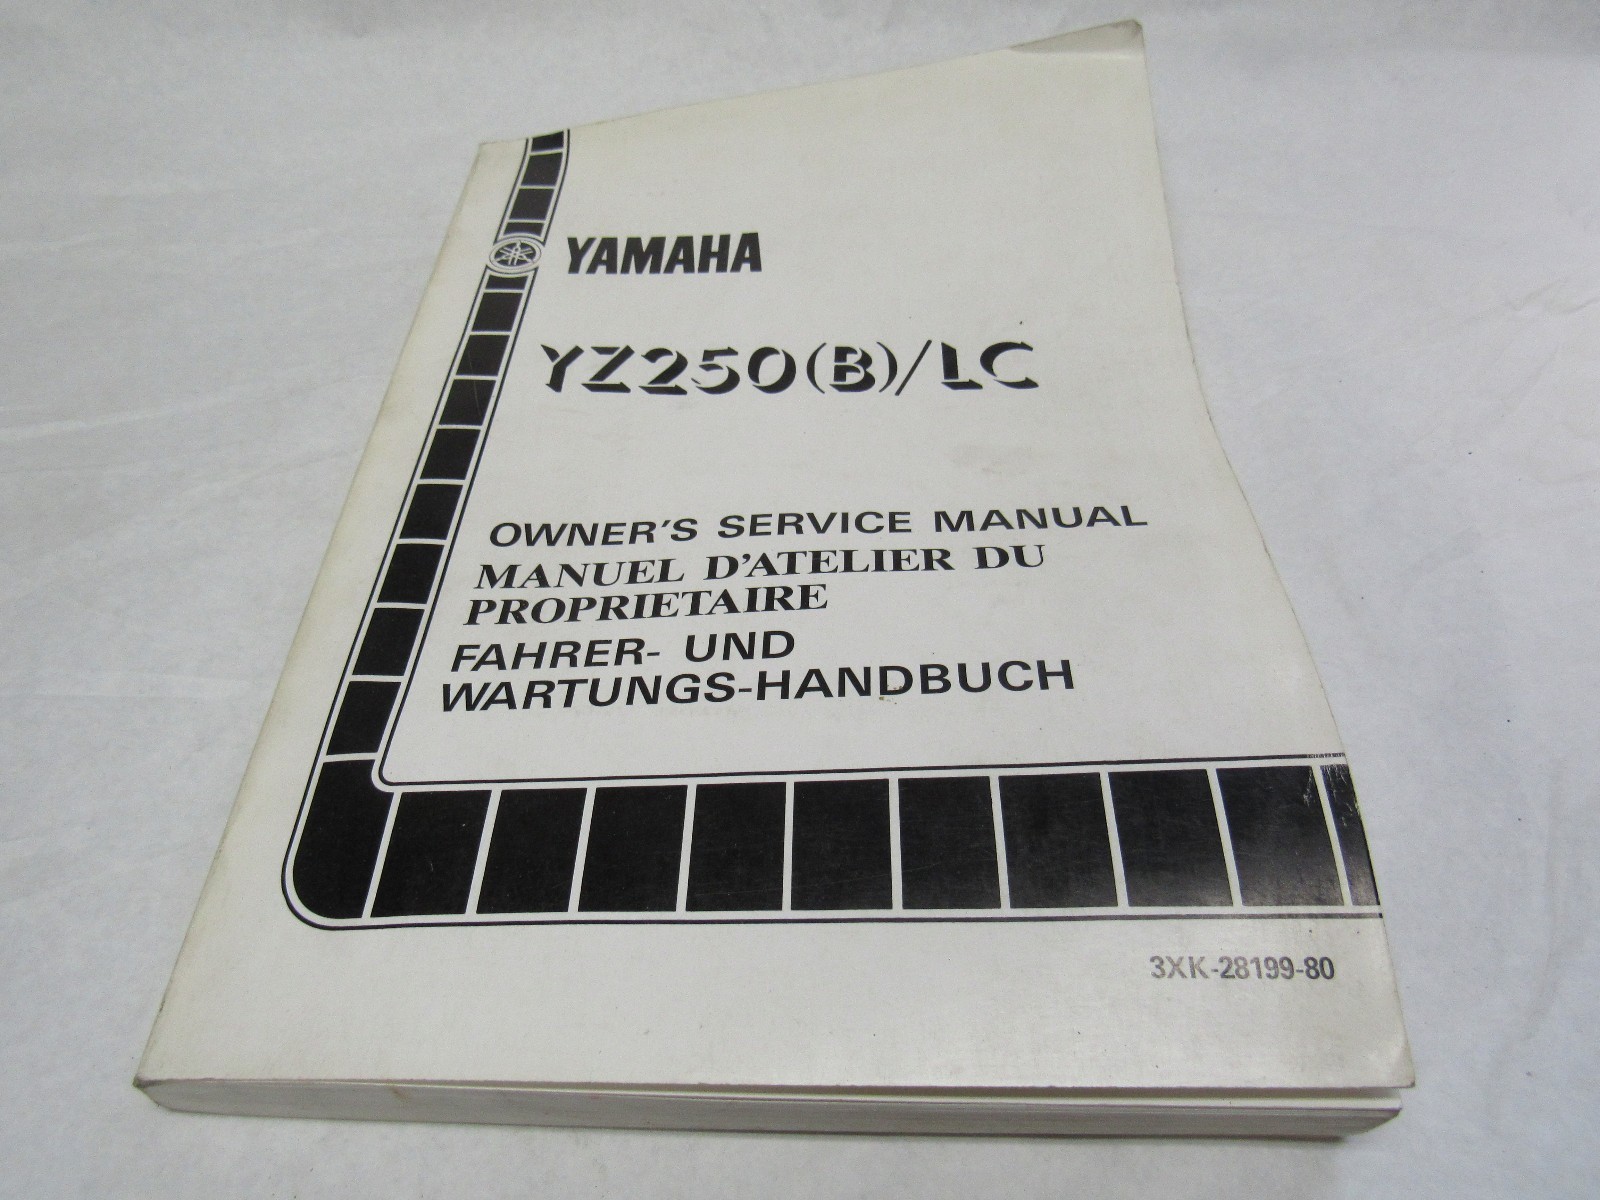 YAMAHA
YZ250(B)/LC
OWNER'S SERVICE MANUAL
MANUEL D'ATELIER DU
PROPRIETAIRE
FAHRER- UND
WARTUNGS-HANDBUCH
3XK-28199-80